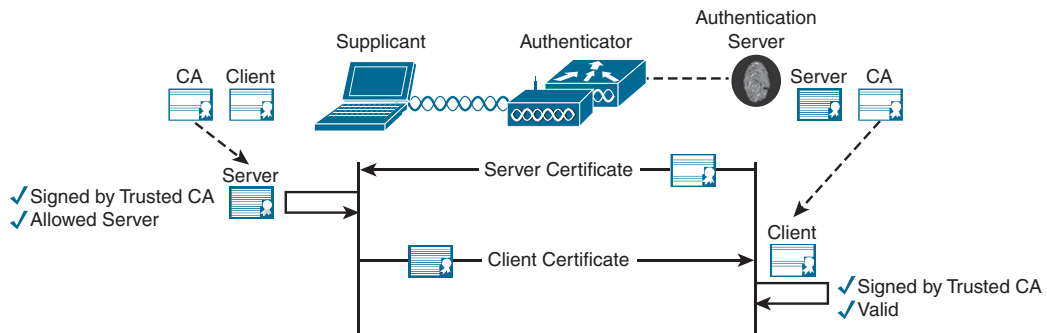 Authentication
Server
Supplicant
Authenticator
CA
Client
Server
CA
Server Certificate
Server
✓Signed by Trusted CA
✓Allowed Server
Client
Client Certificate
✓Signed by Trusted CA
✓Valid